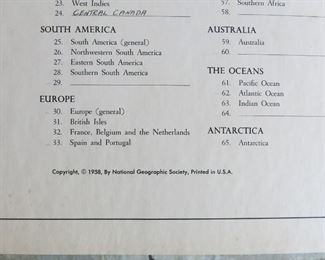 23. West Indies
24. CENTRAL CANADA
SOUTH AMERICA
25. South America (general)
26. Northwestern South America
27. Eastern South America
28. Southern South America
29.
EUROPE
30. Europe (general)
31. British Isles
32. France, Belgium and the Netherlands
33. Spain and Portugal
57. Southern Africa
58.
AUSTRALIA
59. Australia
60.
THE OCEANS
61. Pacific Ocean
62. Atlantic Ocean
63. Indian Ocean
64.
ANTARCTICA
65. Antarctica
Copyright, © 1958, By National Geographic Society, Printed in U.S.A.